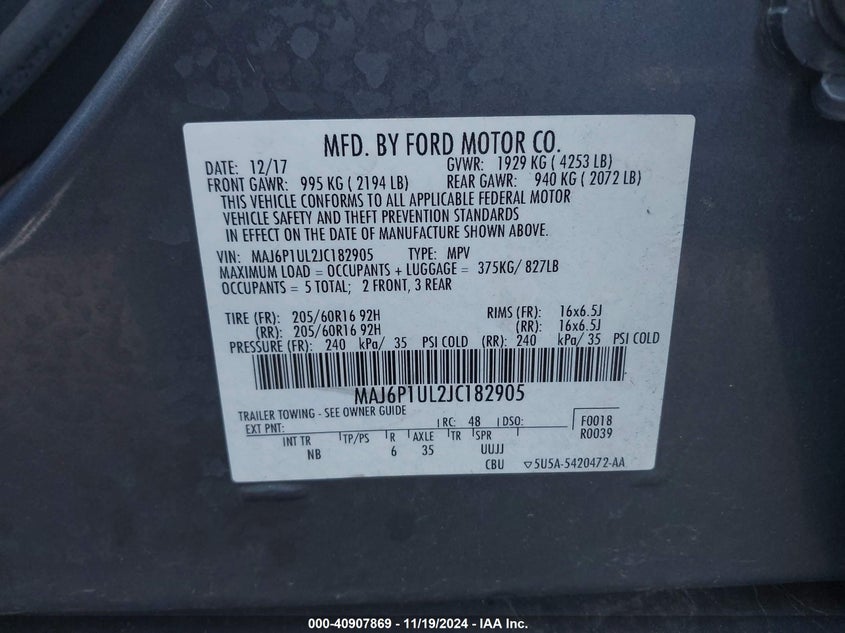 MFD. BY FORD MOTOR CO.
DATE: 12/17 GVWR: 1929 KG ( 4253 LB)
FRONT GAWR: 995 KG ( 2194 LB) REAR GAWR: 940 KG ( 2072 LB)
THIS VEHICLE CONFORMS TO ALL APPLICABLE FEDERAL MOTOR
VEHICLE SAFETY AND THEFT PREVENTION STANDARDS
IN EFFECT ON THE DATE OF MANUFACTURE SHOWN ABOVE.
VIN: MAJ6P1UL2JC182905 TYPE: MPV
MAXIMUM LOAD = OCCUPANTS + LUGGAGE = 375KG/ 827LB
OCCUPANTS = 5 TOTAL; 2 FRONT, 3 REAR
TIRE (FR): 205/60R16 92H RIMS (FR): 16x6.5J
(RR): 205/60R16 92H (RR): 16x6.5J
PRESSURE (FR): 240 kPa/ 35 PSI COLD (RR): 240 kPa/ 35 PSI COLD
MAJ6P1UL2JC182905
TRAILER TOWING - SEE OWNER GUIDE
EXT PNT: RC: 48 DSO: F0018
R0039
INT TR TP/PS R AXLE TR SPR
NB 6 35 UUJJ
CBU 5U5A-5420472-AA
000-40907869 - 11/19/2024 - IAA Inc.